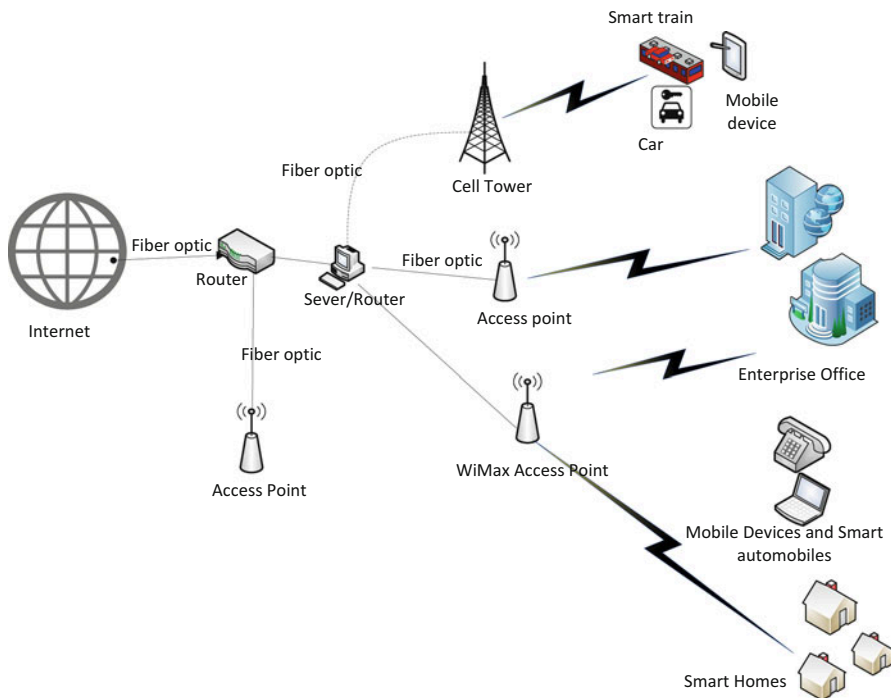 Smart train
Mobile
device
Car
Fiber optic
Cell Tower
Fiber optic
Router
Fiber optic
Sever/Router
Access point
Internet
Fiber optic
Enterprise Office
WiMax Access Point
Access Point
Mobile Devices and Smart
automobiles
Smart Homes